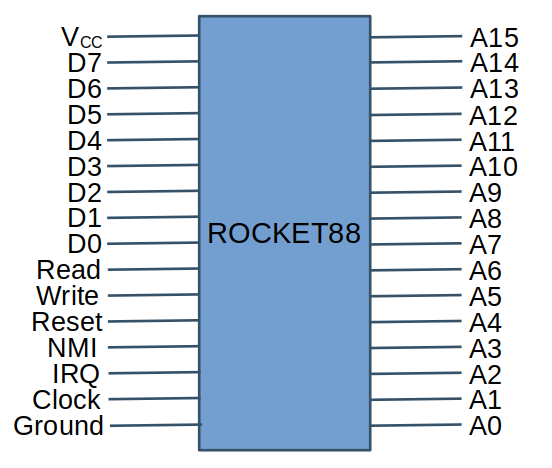 Vcc
D7
D6
D5
D4
D3
D2
D1
D0
Read
Write
Reset
NMI
IRQ
Clock
Ground
ROCKET88
A15
A14
A13
A12
A11
A10
A9
A8
A7
A6
A5
A4
A3
A2
A1
A0